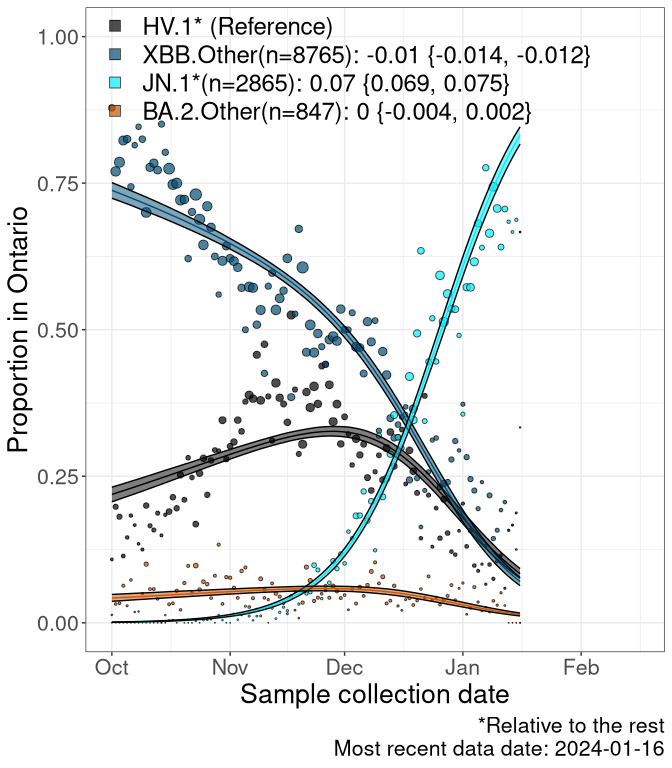 HV.1* (Reference)
XBB.Other(n=8765): -0.01 {-0.014, -0.012}
JN.1*(n=2865): 0.07 {0.069, 0.075}
BA.2.Other(n=847): 0 {-0.004, 0.002}
1.00
0.75
0.50
0.25
0.00
Proportion in Ontario
Oct Nov Dec Jan Feb
Sample collection date
*Relative to the rest
Most recent data date: 2024-01-16